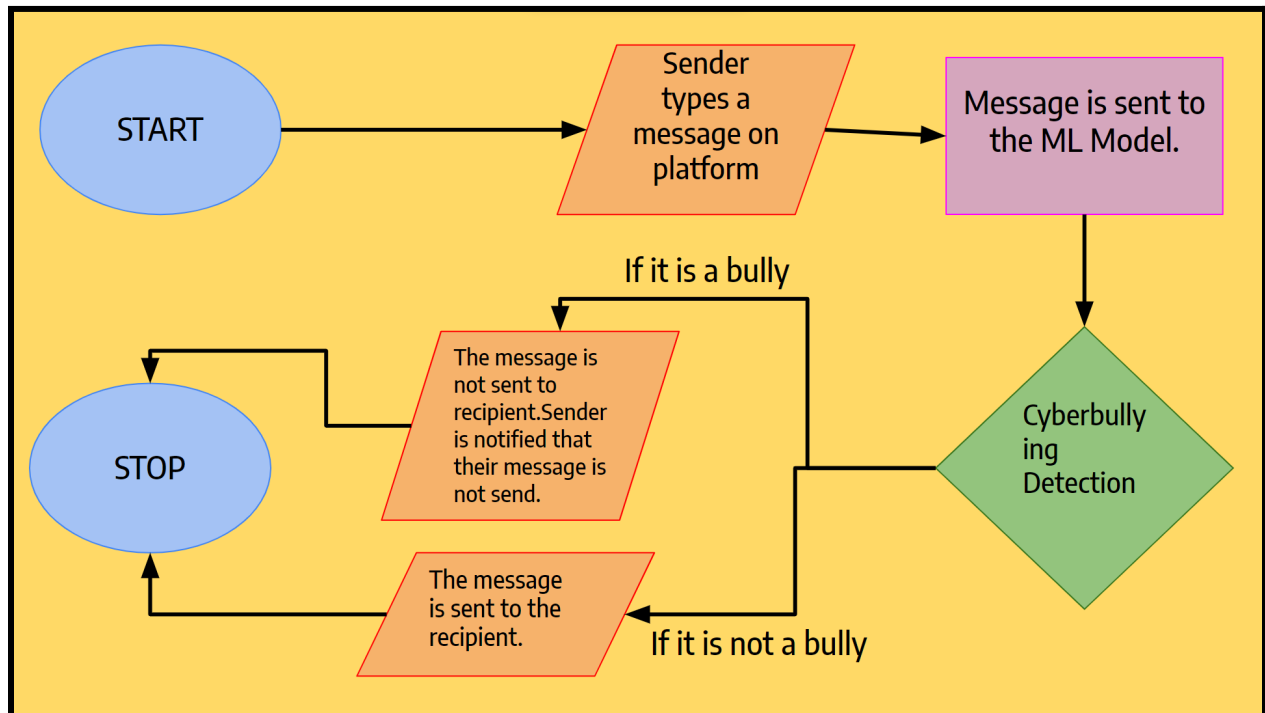 START
Sender
types a
message on
platform
Message is sent to
the ML Model.
If it is a bully
The message is
not sent to
recipient.Sender
is notified that
their message is
not send.
Cyberbully
ing
Detection
STOP
The message
is sent to the
recipient.
If it is not a bully